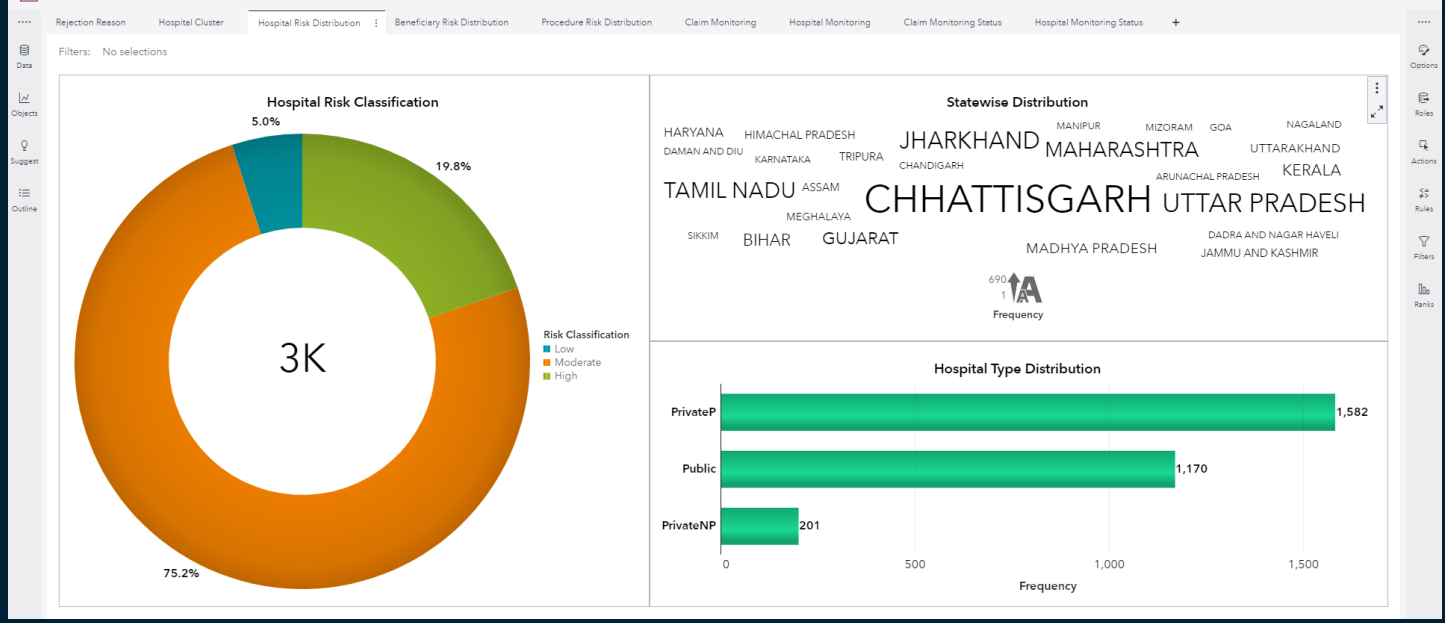 Rejection Reason
Hospital Cluster
Hospital Risk Distribution
Beneficiary Risk Distribution
Procedure Risk Distribution
Claim Monitoring
Hospital Monitoring
Claim Monitoring Status
Hospital Monitoring Status
+
Filters: No selections
Data
Objects
Suggest
Outline
Hospital Risk Classification
5.0%
19.8%
75.2%
3K
Risk Classification
Low
Moderate
High
Statewise Distribution
HARYANA
HIMACHAL PRADESH
JHARKHAND
MANIPUR
MIZORAM
GOA
NAGALAND
DAMAN AND DIU
KARNATAKA
TRIPURA
CHANDIGARH
MAHARASHTRA
UTTARAKHAND
ARUNACHAL PRADESH
KERALA
TAMIL NADU
ASSAM
CHHATTISGARH
UTTAR PRADESH
MEGHALAYA
SIKKIM
BIHAR
GUJARAT
MADHYA PRADESH
DADRA AND NAGAR HAVELI
JAMMU AND KASHMIR
690
1
Frequency
Hospital Type Distribution
PrivateP
1,582
Public
1,170
PrivateNP
201
0
500
1,000
1,500
Frequency
Options
Roles
Actions
Rules
Filters
Ranks